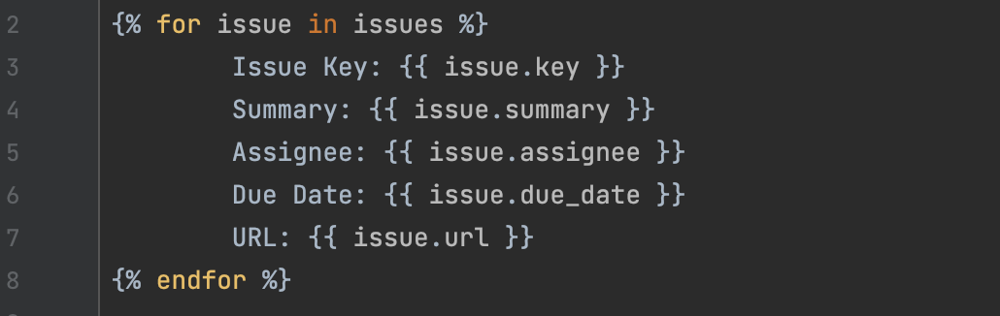 2 {% for issue in issues %}
3 Issue Key: {{ issue.key }}
4 Summary: {{ issue.summary }}
5 Assignee: {{ issue.assignee }}
6 Due Date: {{ issue.due_date }}
7 URL: {{ issue.url }}
8 {% endfor %}